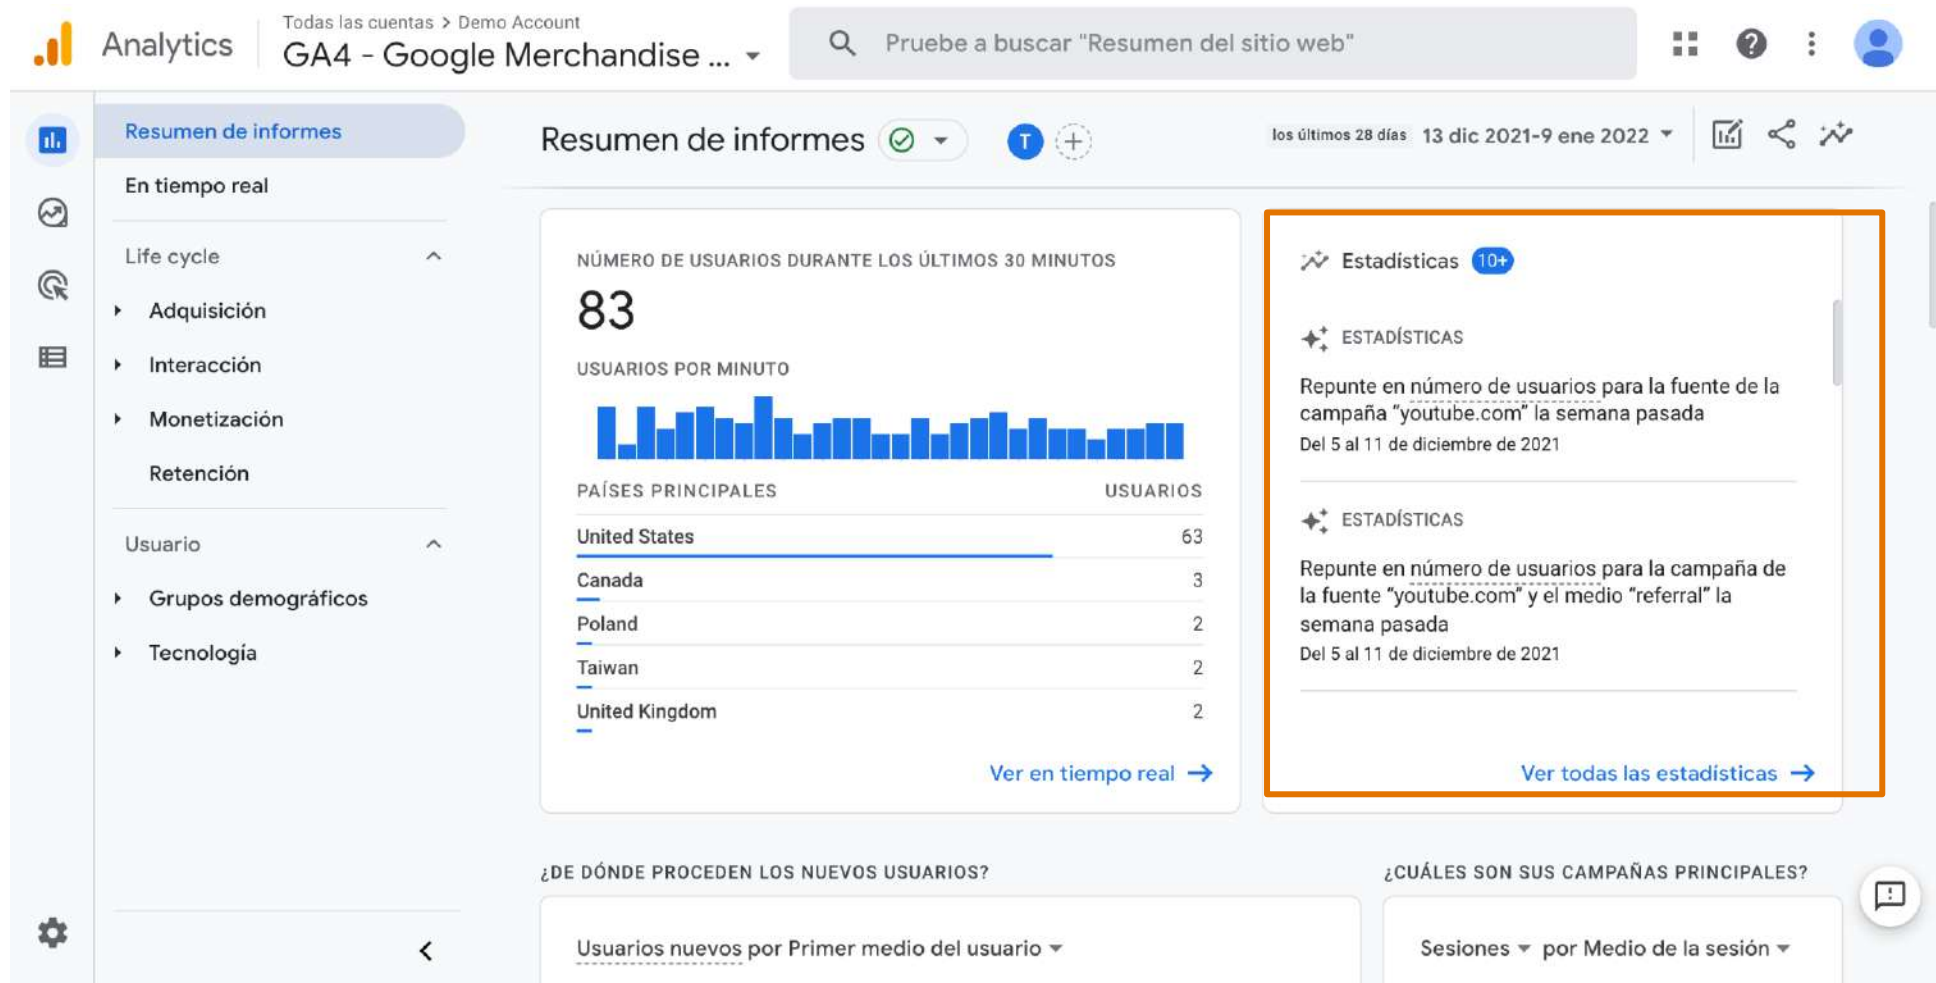 Analytics
Todas las cuentas > Demo Account
GA4 - Google Merchandise ...
Pruebe a buscar "Resumen del sitio web"
Resumen de informes
En tiempo real
Life cycle
Adquisición
Interacción
Monetización
Retención
Usuario
Grupos demográficos
Tecnología
Resumen de informes
T
los últimos 28 días 13 dic 2021-9 ene 2022
NÚMERO DE USUARIOS DURANTE LOS ÚLTIMOS 30 MINUTOS
83
USUARIOS POR MINUTO
PAÍSES PRINCIPALES USUARIOS
United States 63
Canada 3
Poland 2
Taiwan 2
United Kingdom 2
Ver en tiempo real
Estadísticas 10+
ESTADÍSTICAS
Repunte en número de usuarios para la fuente de la
campaña “youtube.com” la semana pasada
Del 5 al 11 de diciembre de 2021
ESTADÍSTICAS
Repunte en número de usuarios para la campaña de
la fuente “youtube.com” y el medio “referral” la
semana pasada
Del 5 al 11 de diciembre de 2021
Ver todas las estadísticas
¿DE DÓNDE PROCEDEN LOS NUEVOS USUARIOS?
Usuarios nuevos por Primer medio del usuario
¿CUÁLES SON SUS CAMPAÑAS PRINCIPALES?
Sesiones por Medio de la sesión